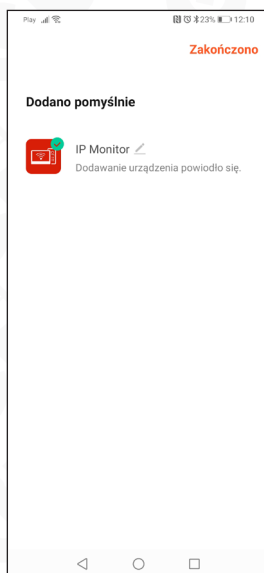 Play 23% 12:10
Zakończono
Dodano pomyślnie
IP Monitor
Dodawanie urządzenia powiodło się.